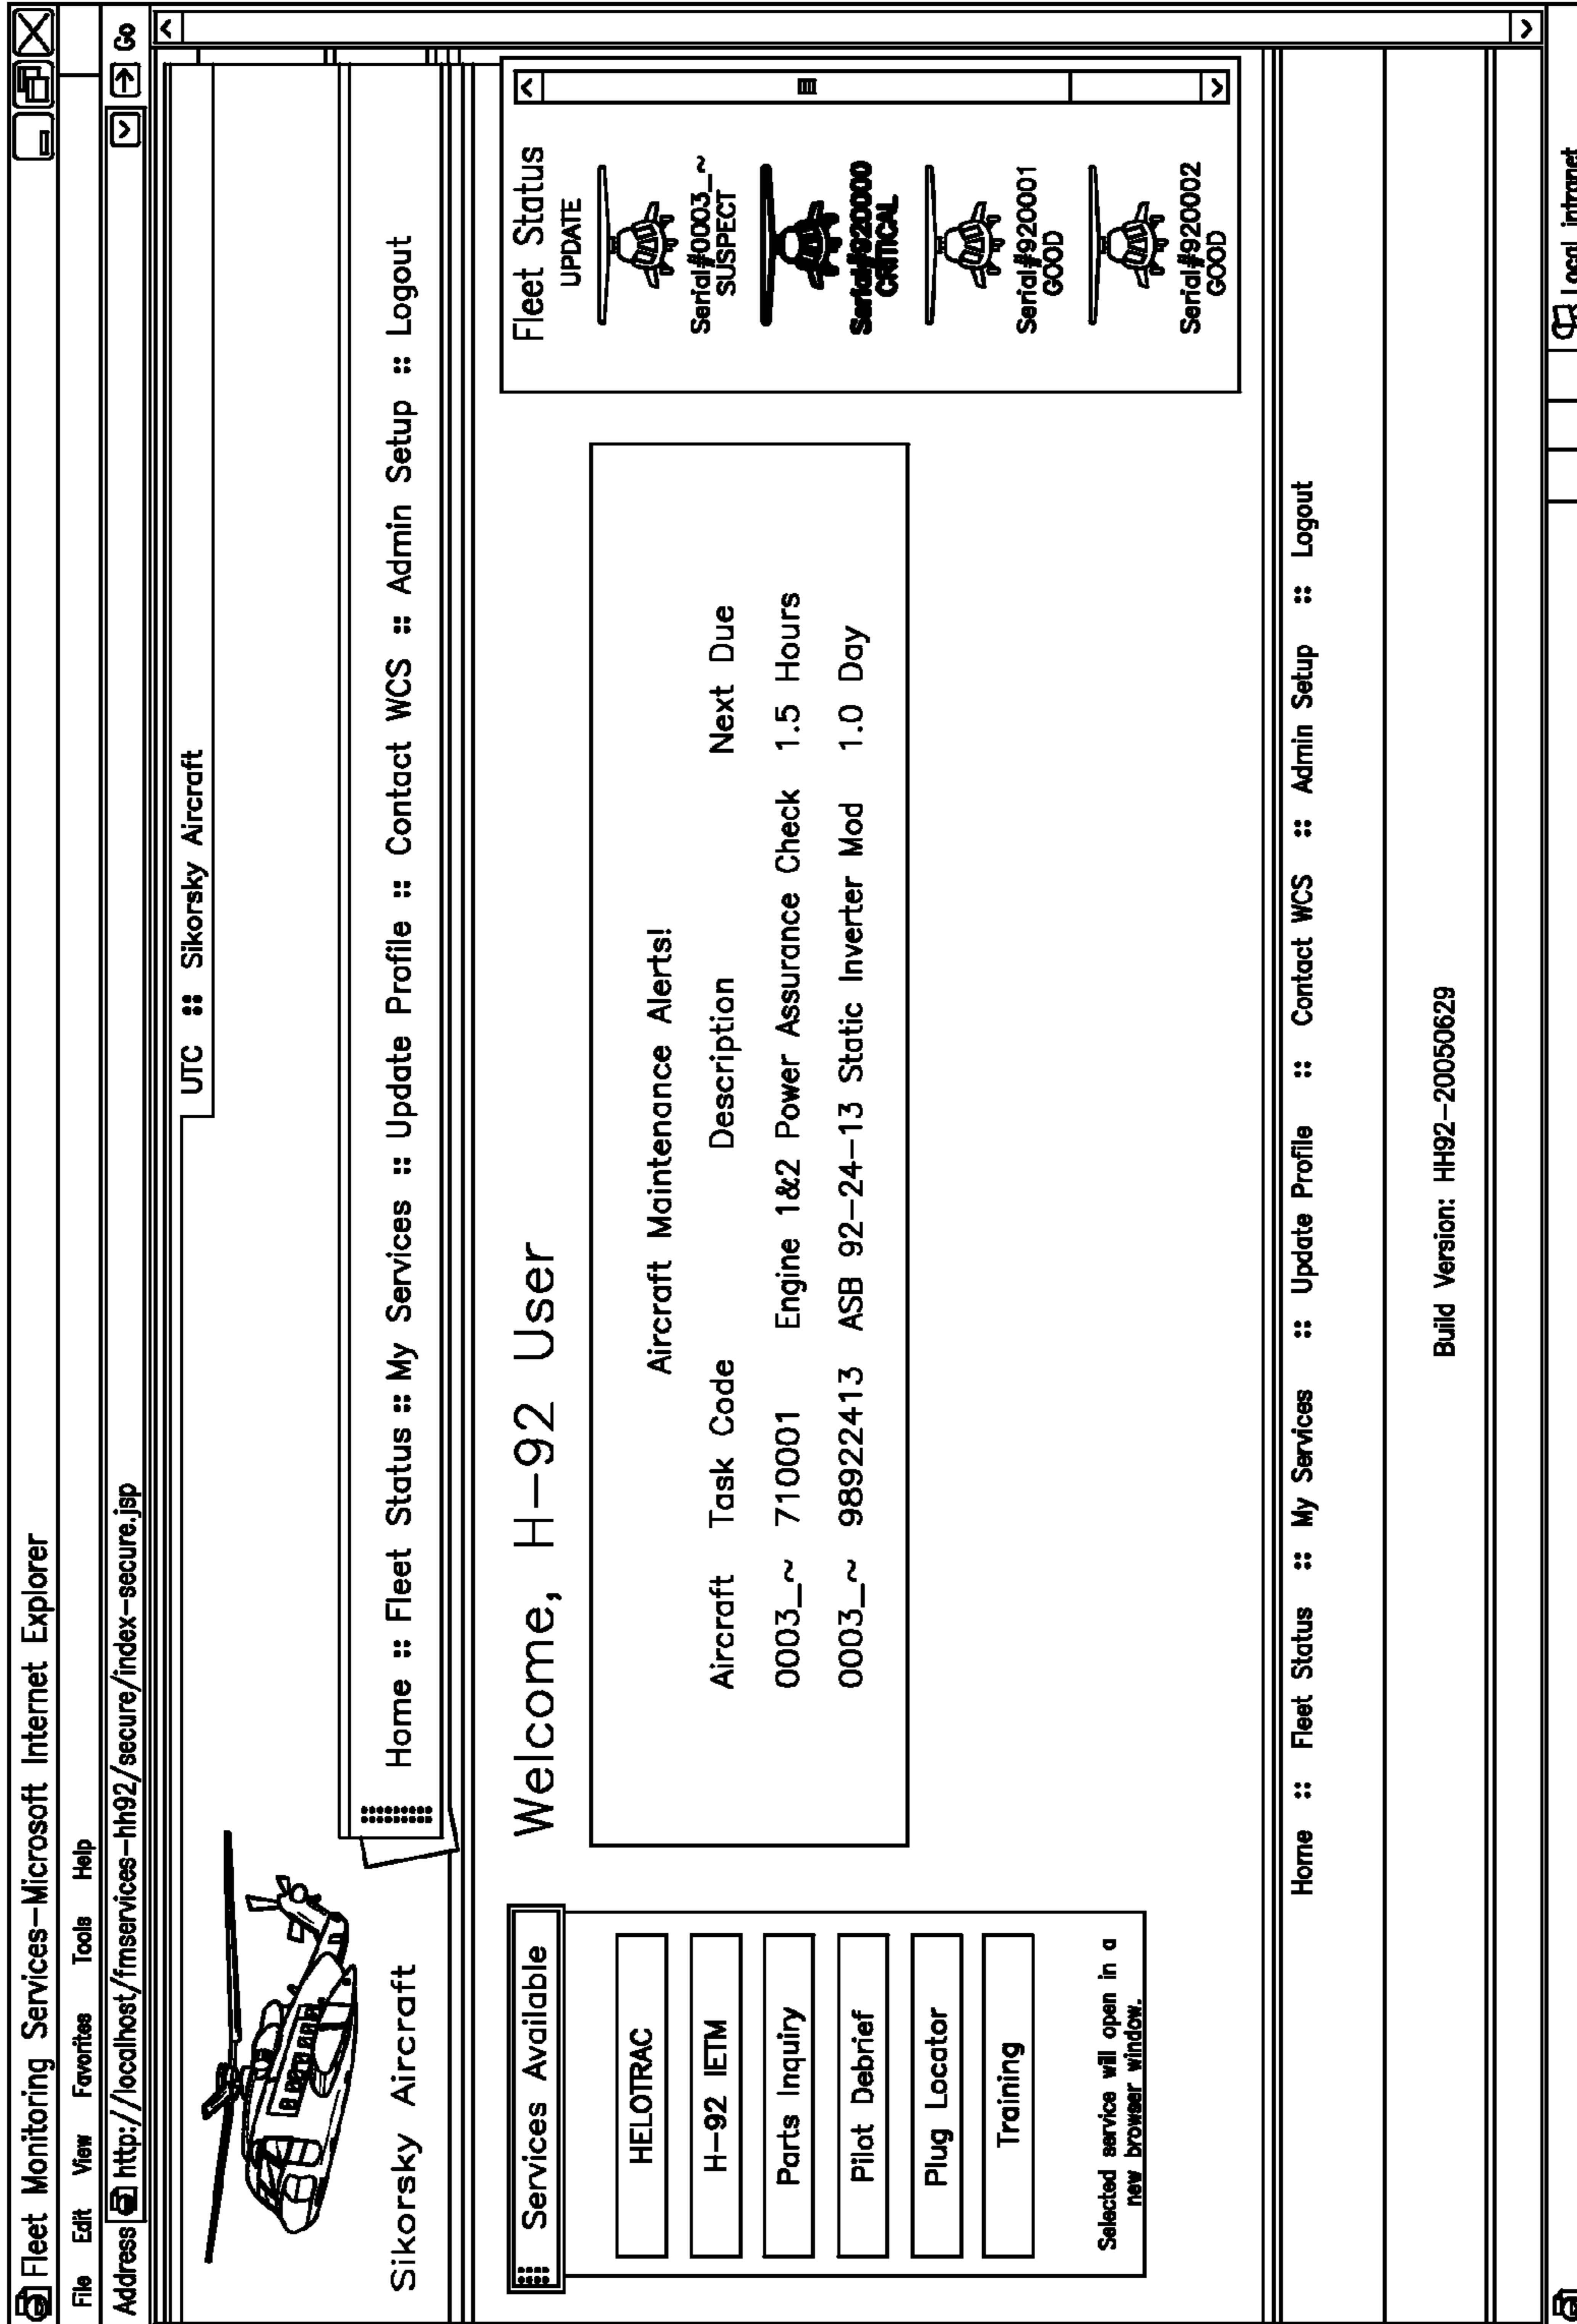 Fleet Monitoring Services-Microsoft Internet Explorer
File Edit View Favorites Tools Help
Address http://localhost/fmservices-hh92/secure/index-secure.jsp Go
UTC :: Sikorsky Aircraft
Sikorsky Aircraft
Home :: Fleet Status :: My Services :: Update Profile :: Contact WCS :: Admin Setup :: Logout
Services Available
HELOTRAC
H-92 IETM
Parts Inquiry
Pilot Debrief
Plug Locator
Training
Selected service will open in a
new browser window.
Welcome, H-92 User
Aircraft Maintenance Alerts!
Aircraft Task Code Description Next Due
0003_~ 710001 Engine 1&2 Power Assurance Check 1.5 Hours
0003_~ 98922413 ASB 92-24-13 Static Inverter Mod 1.0 Day
Fleet Status
UPDATE
Serial#0003_~
SUSPECT
Serial#920000
CRITICAL
Serial#920001
GOOD
Serial#920002
GOOD
Home :: Fleet Status :: My Services :: Update Profile :: Contact WCS :: Admin Setup :: Logout
Build Version: HH92-20050629
Local intranet